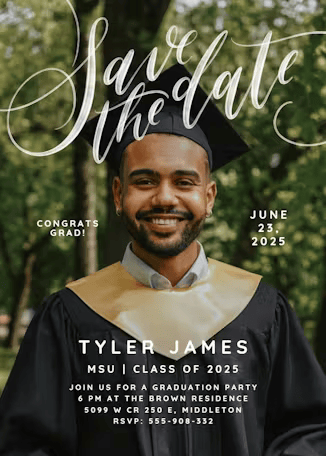 Save
the date
CONGRATS
GRAD!
JUNE
23,
2025
TYLER JAMES
MSU | CLASS OF 2025
JOIN US FOR A GRADUATION PARTY
6 PM AT THE BROWN RESIDENCE
5099 W CR 250 E, MIDDLETON
RSVP: 555-908-332